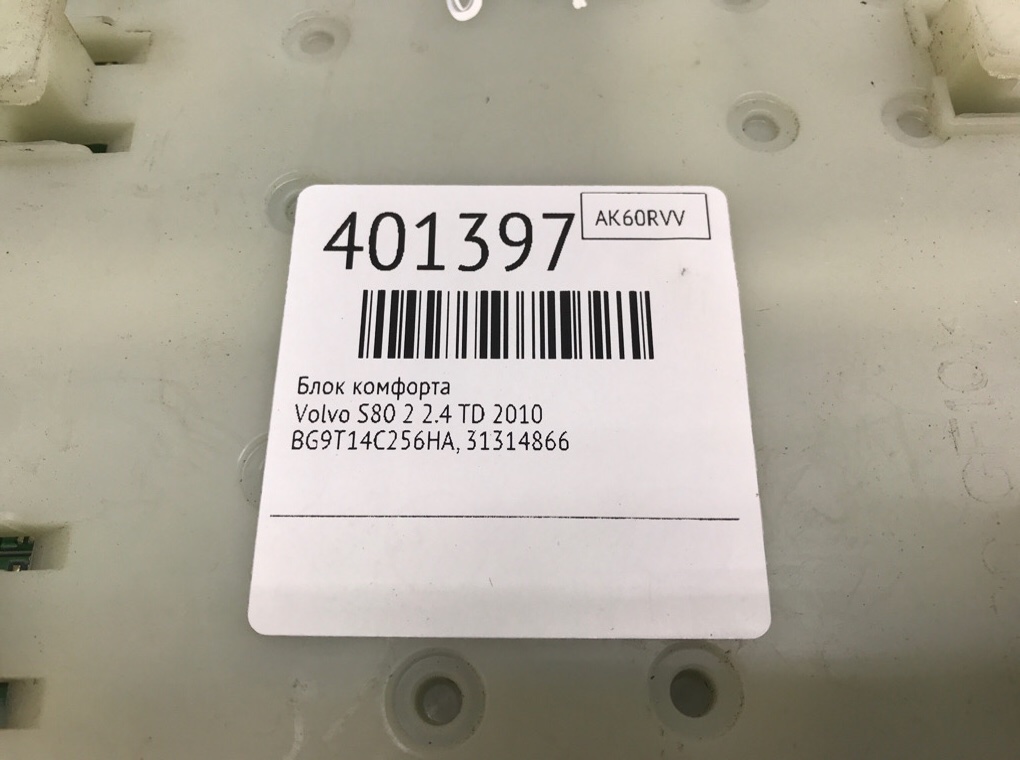 401397
AK60RVV
Блок комфорта
Volvo S80 2 2.4 TD 2010
BG9T14C256HA, 31314866